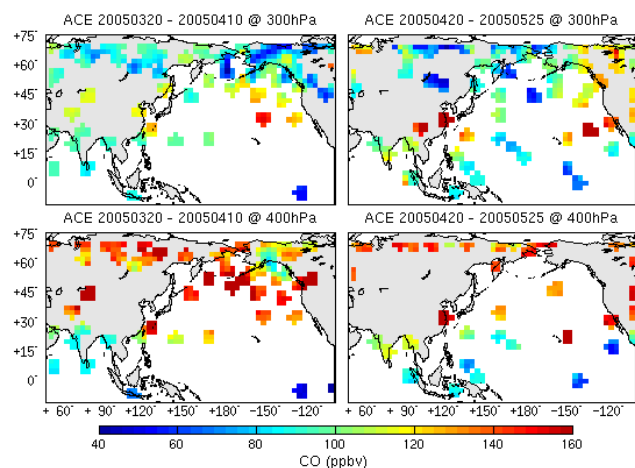 ACE 20050320 - 20050410 @ 300hPa
ACE 20050420 - 20050525 @ 300hPa
+75°
+60°
+45°
+30°
+15°
0°
ACE 20050320 - 20050410 @ 400hPa
ACE 20050420 - 20050525 @ 400hPa
+75°
+60°
+45°
+30°
+15°
0°
+ 60° + 90° +120° +150° +180° −150° −120°
+ 60° + 90° +120° +150° +180° −150° −120°
40 60 80 100 120 140 160
CO (ppbv)